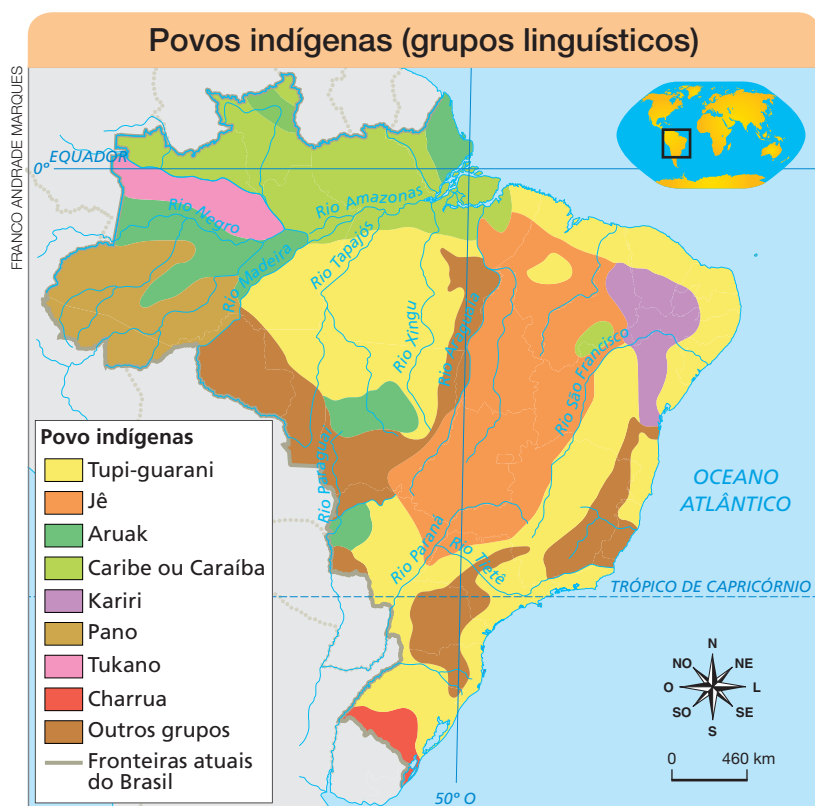 Povos indígenas (grupos linguísticos)
FRANCO ANDRADE MARQUES
EQUADOR
0º
Rio Negro
Rio Amazonas
Rio Madeira
Rio Tapajós
Rio Xingu
Rio Araguaia
Rio São Francisco
Rio Paraguai
Rio Paraná
Rio Tietê
OCEANO
ATLÂNTICO
TRÓPICO DE CAPRICÓRNIO
50º O
Povo indígenas
Tupi-guarani
Jê
Aruak
Caribe ou Caraíba
Kariri
Pano
Tukano
Charrua
Outros grupos
Fronteiras atuais
do Brasil
N
NO
NE
O
L
SO
SE
S
0
460 km